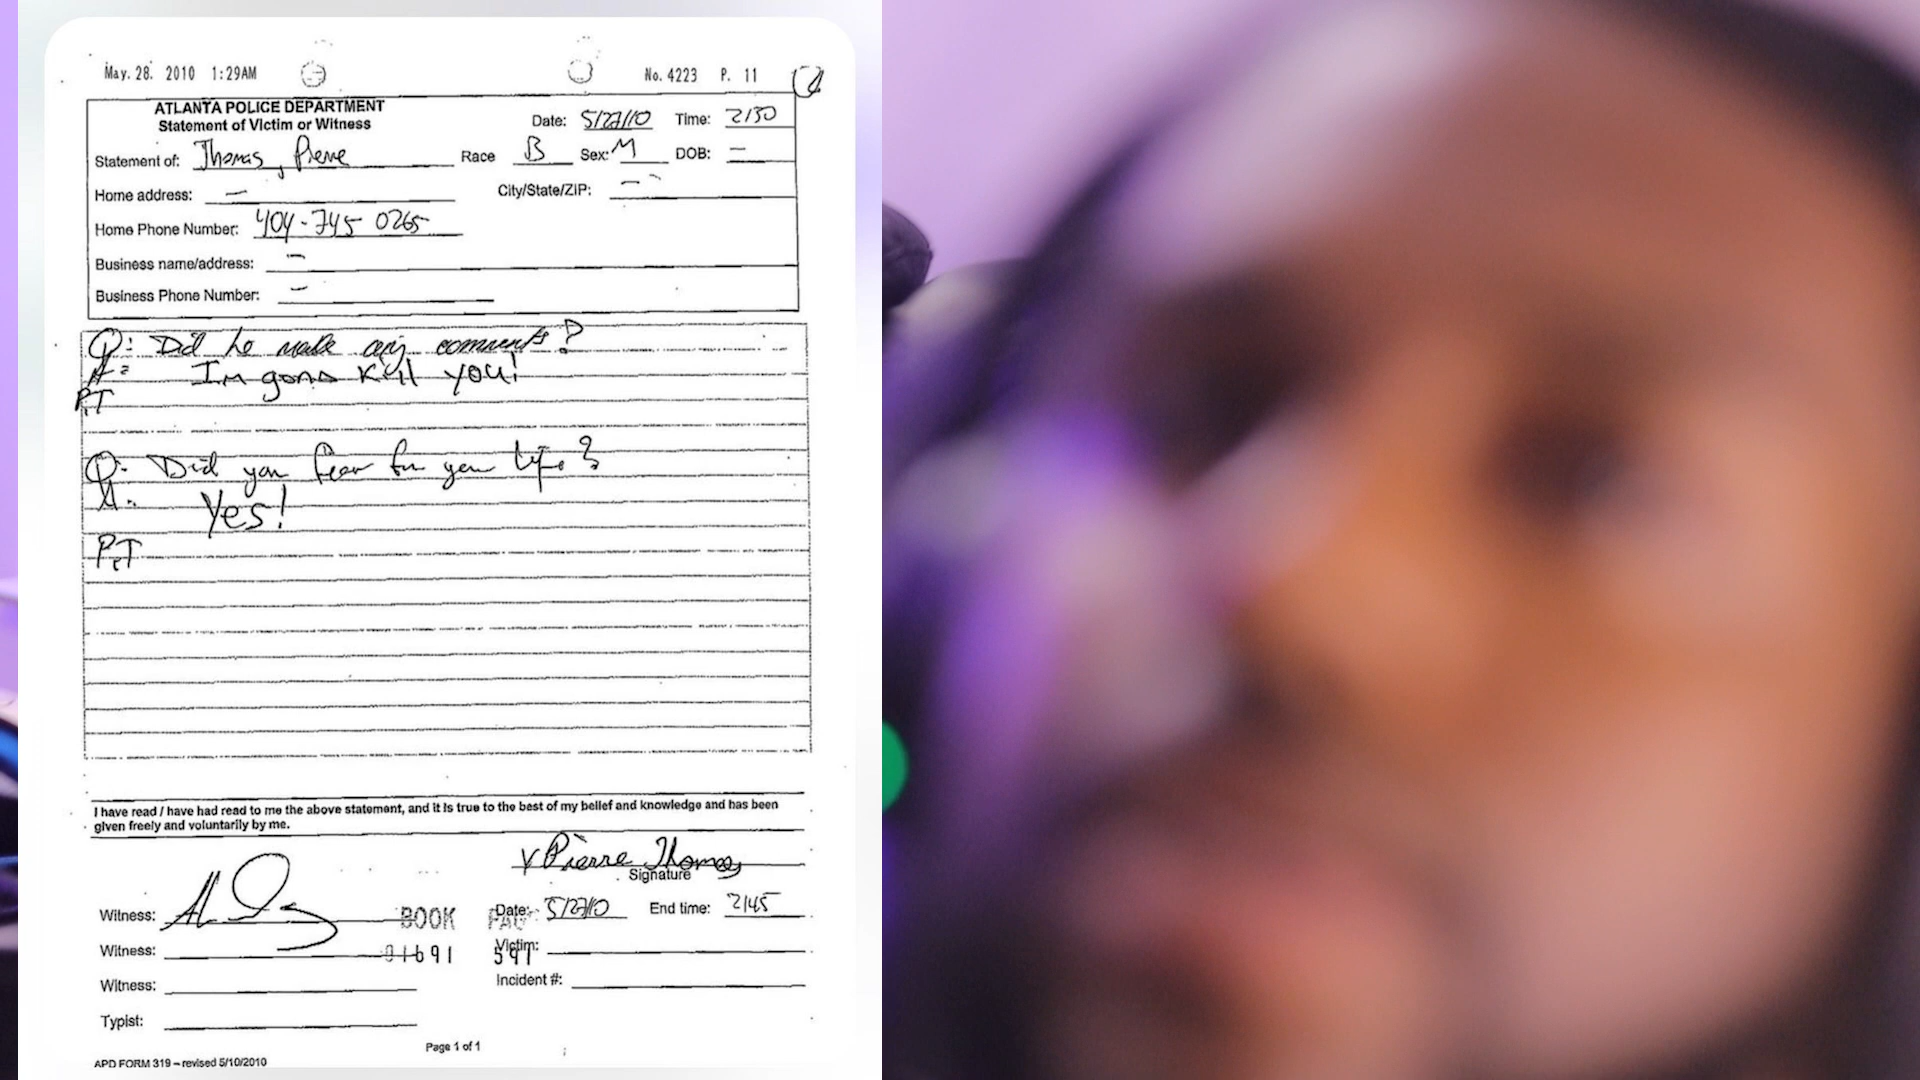 May. 28. 2010 1:29AM No. 4223 P. 11
ATLANTA POLICE DEPARTMENT
Statement of Victim or Witness
Date: 5/27/10 Time: 2130
Statement of: Thomas, Pierre Race B Sex: M DOB: —
Home address: — City/State/ZIP: —
Home Phone Number: 404-745 0265
Business name/address: —
Business Phone Number: —
Q: Did he make any comments?
A: Im gona Kill you!
P.T
Q: Did you fear for your life?
A: Yes!
P.T
I have read / have had read to me the above statement, and it is true to the best of my belief and knowledge and has been
given freely and voluntarily by me.
x Pierre Thomas
Signature
Witness: BOOK PAGE Date: 5/27/10 End time: 2145
Witness: 01691 591 Victim:
Witness: Incident #:
Typist:
Page 1 of 1
APD FORM 319 – revised 5/10/2010